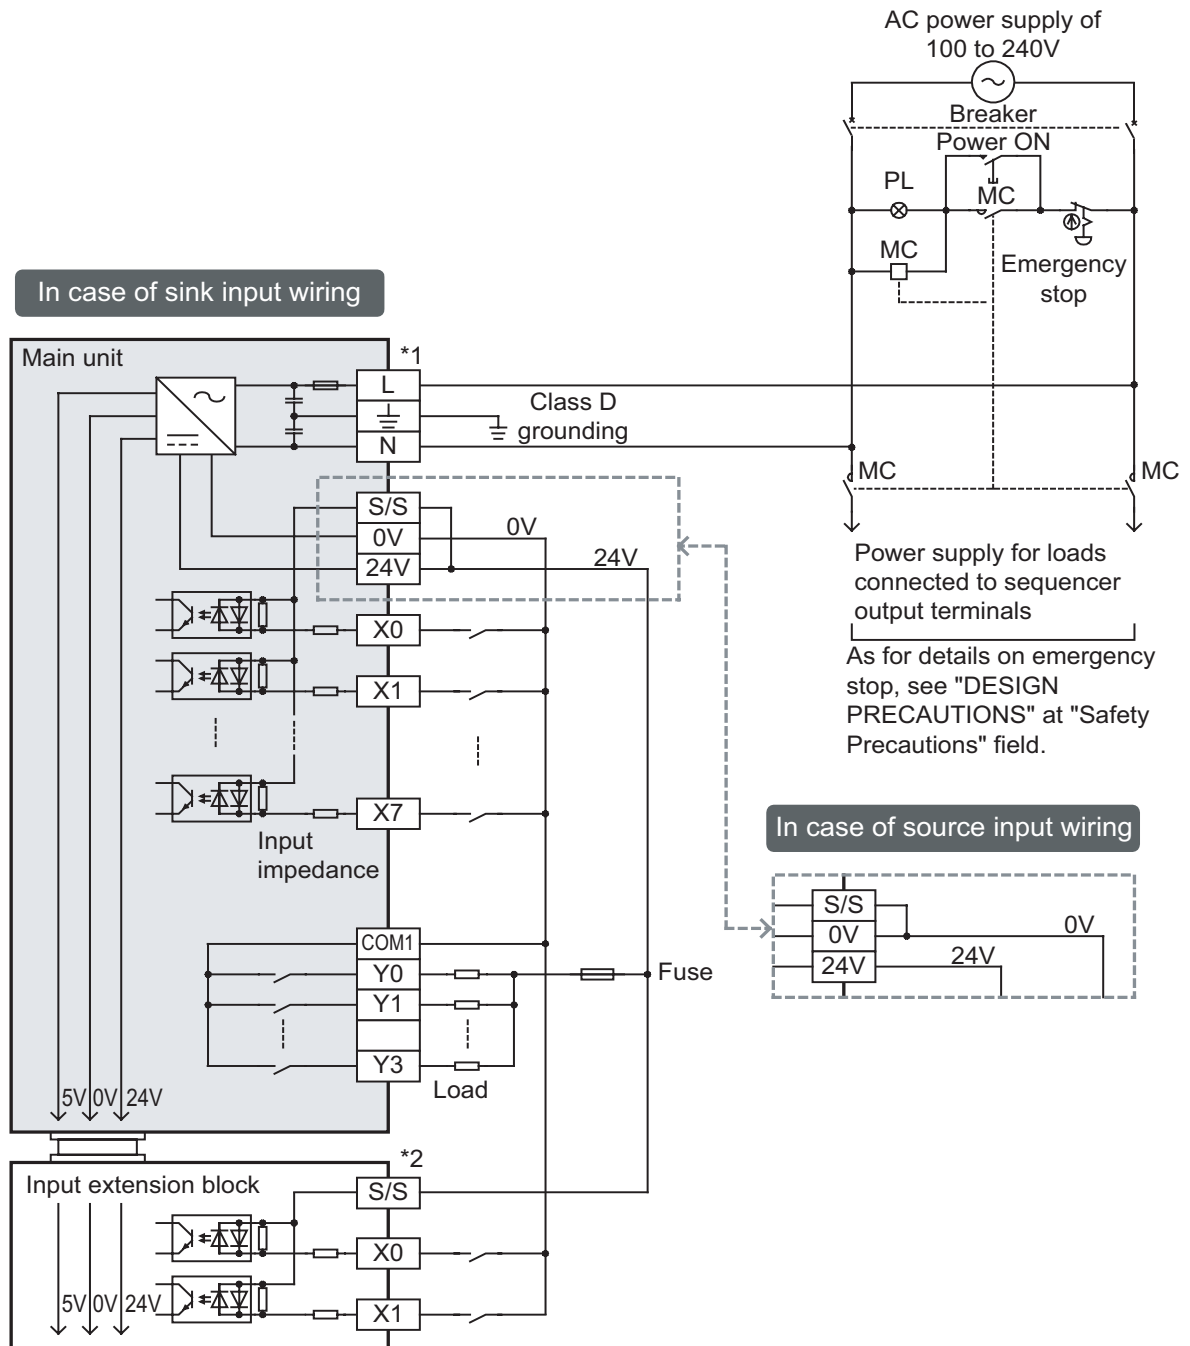 AC power supply of
100 to 240V
Breaker
Power ON
PL
MC
MC
Emergency
stop
In case of sink input wiring
Main unit
*1
L
Class D
grounding
N
MC
MC
S/S
0V
0V
24V
24V
Power supply for loads
connected to sequencer
output terminals
X0
X1
As for details on emergency
stop, see "DESIGN
PRECAUTIONS" at "Safety
Precautions" field.
X7
Input
impedance
In case of source input wiring
S/S
0V
0V
24V
24V
COM1
Y0
Fuse
Y1
Y3
Load
5V 0V 24V
*2
Input extension block
S/S
X0
X1
5V 0V 24V